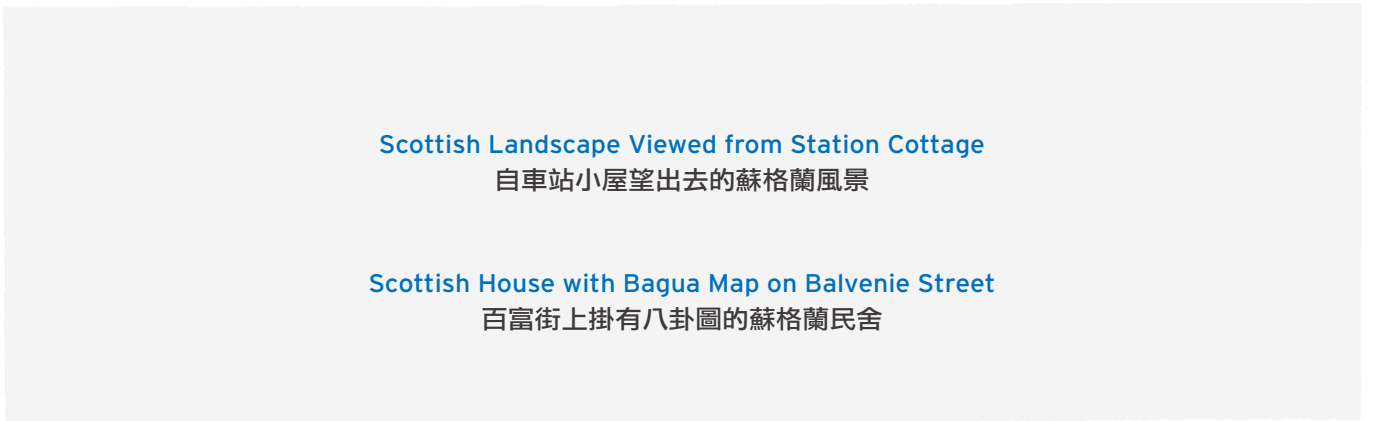 Scottish Landscape Viewed from Station Cottage
自車站小屋望出去的蘇格蘭風景
Scottish House with Bagua Map on Balvenie Street
百富街上掛有八卦圖的蘇格蘭民舍